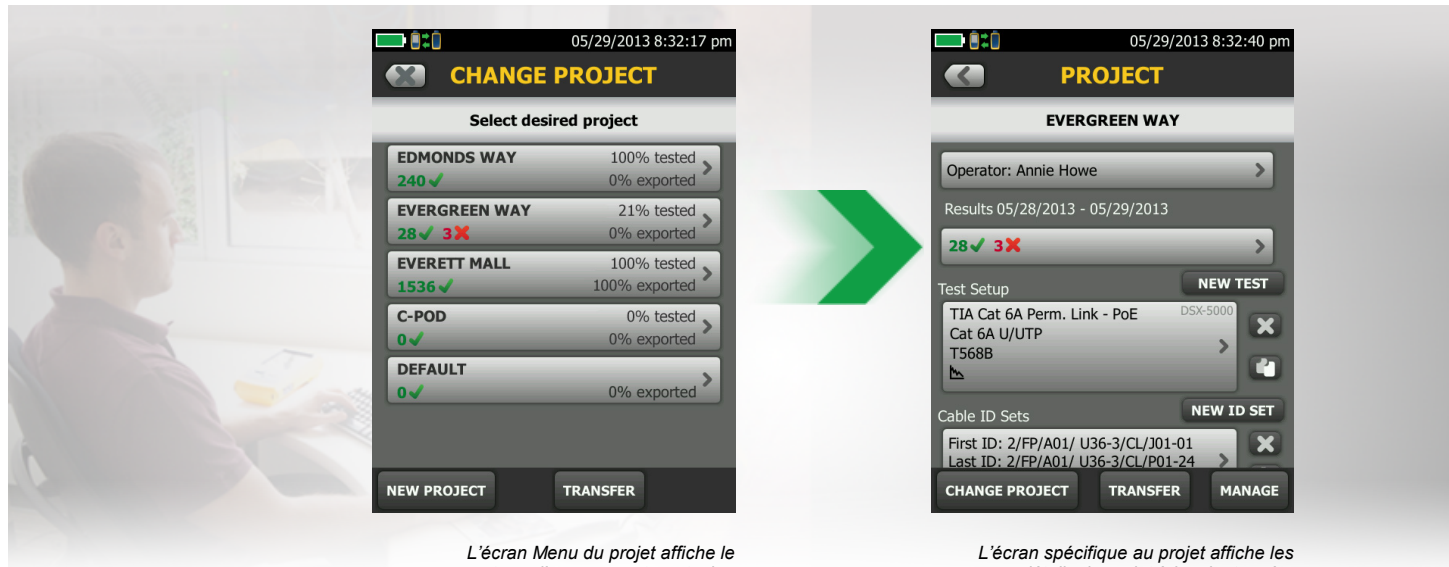 05/29/2013 8:32:17 pm
CHANGE PROJECT
Select desired project
EDMONDS WAY 100% tested
240 ✓ 0% exported
EVERGREEN WAY 21% tested
28 ✓ 3 ✗ 0% exported
EVERETT MALL 100% tested
1536 ✓ 100% exported
C-POD 0% tested
0 ✓ 0% exported
DEFAULT
0 ✓ 0% exported
NEW PROJECT TRANSFER
L'écran Menu du projet affiche le
05/29/2013 8:32:40 pm
PROJECT
EVERGREEN WAY
Operator: Annie Howe
Results 05/28/2013 - 05/29/2013
28 ✓ 3 ✗
Test Setup NEW TEST
TIA Cat 6A Perm. Link - PoE DSX-5000
Cat 6A U/UTP
T568B
Cable ID Sets NEW ID SET
First ID: 2/FP/A01/ U36-3/CL/J01-01
Last ID: 2/FP/A01/ U36-3/CL/P01-24
CHANGE PROJECT TRANSFER MANAGE
L'écran spécifique au projet affiche les